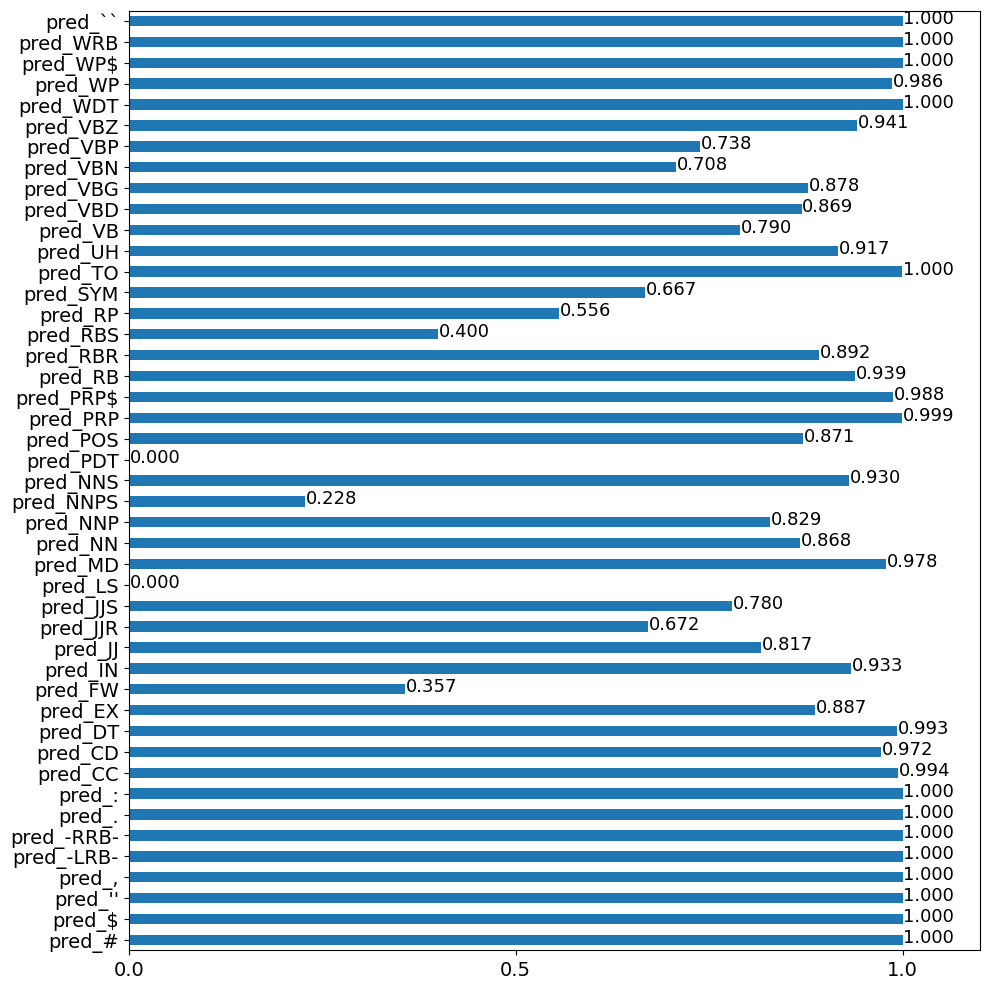 pred_`` 1.000
pred_WRB 1.000
pred_WP$ 1.000
pred_WP 0.986
pred_WDT 1.000
pred_VBZ 0.941
pred_VBP 0.738
pred_VBN 0.708
pred_VBG 0.878
pred_VBD 0.869
pred_VB 0.790
pred_UH 0.917
pred_TO 1.000
pred_SYM 0.667
pred_RP 0.556
pred_RBS 0.400
pred_RBR 0.892
pred_RB 0.939
pred_PRP$ 0.988
pred_PRP 0.999
pred_POS 0.871
pred_PDT 0.000
pred_NNS 0.930
pred_NNPS 0.228
pred_NNP 0.829
pred_NN 0.868
pred_MD 0.978
pred_LS 0.000
pred_JJS 0.780
pred_JJR 0.672
pred_JJ 0.817
pred_IN 0.933
pred_FW 0.357
pred_EX 0.887
pred_DT 0.993
pred_CD 0.972
pred_CC 0.994
pred_: 1.000
pred_. 1.000
pred_-RRB- 1.000
pred_-LRB- 1.000
pred_, 1.000
pred_'' 1.000
pred_$ 1.000
pred_# 1.000
0.0 0.5 1.0